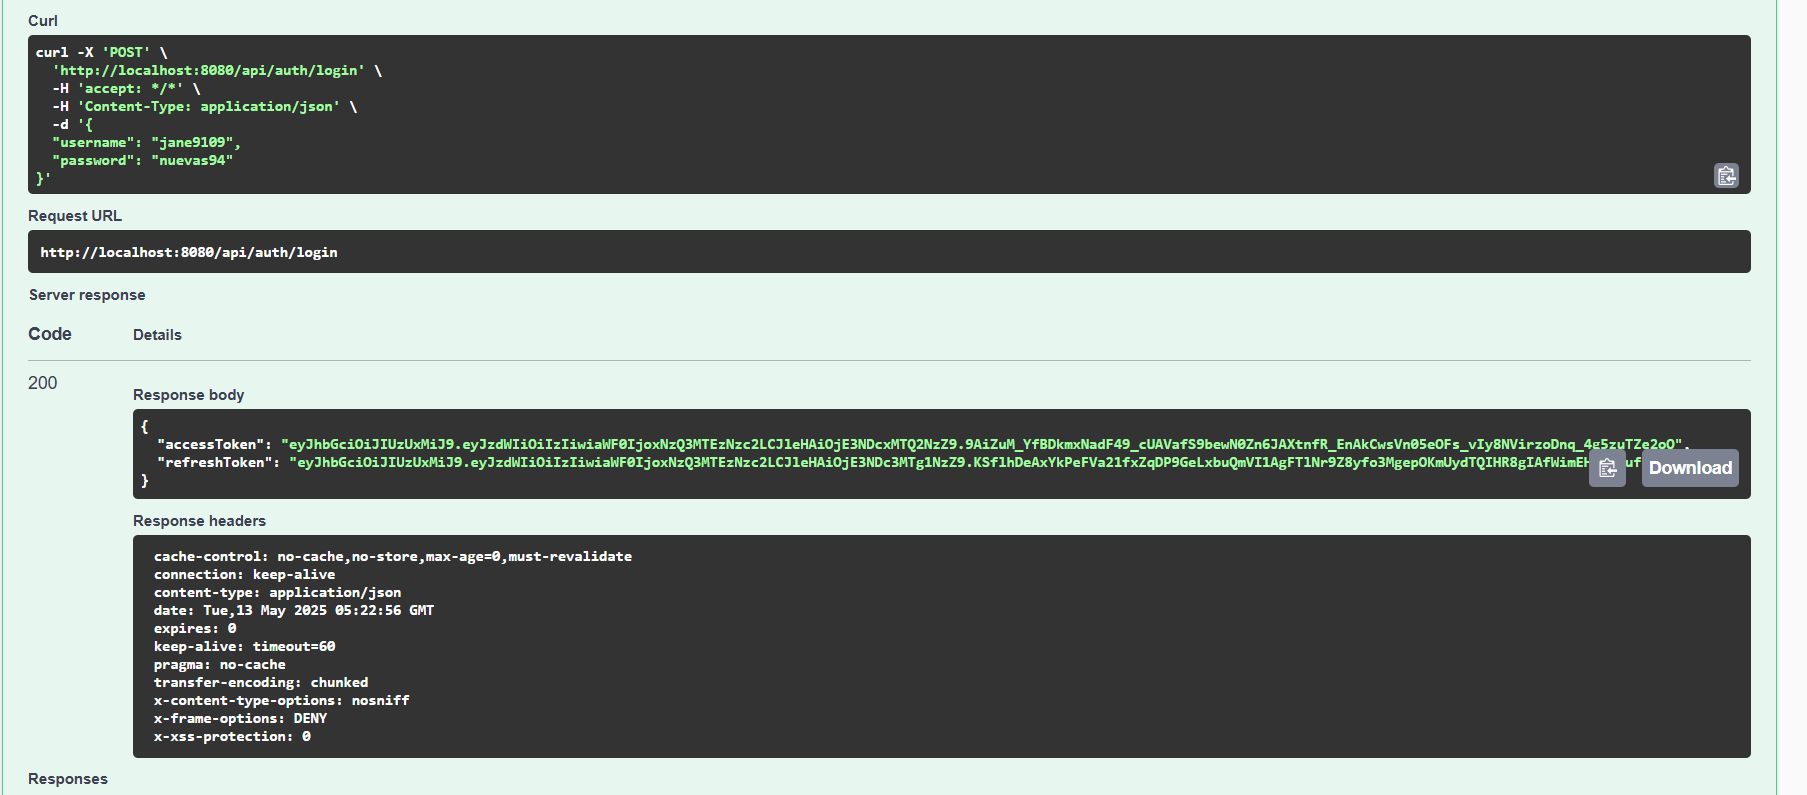 Curl
curl -X 'POST' \
'http://localhost:8080/api/auth/login' \
-H 'accept: */*' \
-H 'Content-Type: application/json' \
-d '{
"username": "jane9109",
"password": "nuevas94"
}'
Request URL
http://localhost:8080/api/auth/login
Server response
Code Details
200
Response body
{
"accessToken": "eyJhbGciOiJIUzUxMiJ9.eyJzdWIiOiIzIiwiaWF0IjoxNzQ3MTEzNzc2LCJleHAiOjE3NDcxMTQ2NzZ9.9AiZuM_YfBDkmxNadF49_cUAVafS9bewN0Zn6JAXtnfR_EnAkCwsVn05eOFs_vIy8NVirzoDnq_4g5zuTZe2oO",
"refreshToken": "eyJhbGciOiJIUzUxMiJ9.eyJzdWIiOiIzIiwiaWF0IjoxNzQ3MTEzNzc2LCJleHAiOjE3NDc3MTg1NzZ9.KSflhDeAxYkPeFVa21fxZqDP9GeLxbuQmVI1AgFTlNr9Z8yfo3MgepOKmUydTQIHR8gIAfWimEH
Download
}
Response headers
cache-control: no-cache,no-store,max-age=0,must-revalidate
connection: keep-alive
content-type: application/json
date: Tue,13 May 2025 05:22:56 GMT
expires: 0
keep-alive: timeout=60
pragma: no-cache
transfer-encoding: chunked
x-content-type-options: nosniff
x-frame-options: DENY
x-xss-protection: 0
Responses